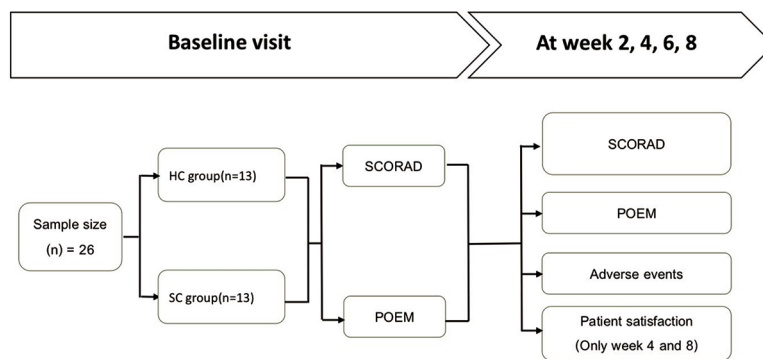 Baseline visit
At week 2, 4, 6, 8
Sample size
(n) = 26
HC group(n=13)
SC group(n=13)
SCORAD
POEM
SCORAD
POEM
Adverse events
Patient satisfaction
(Only week 4 and 8)